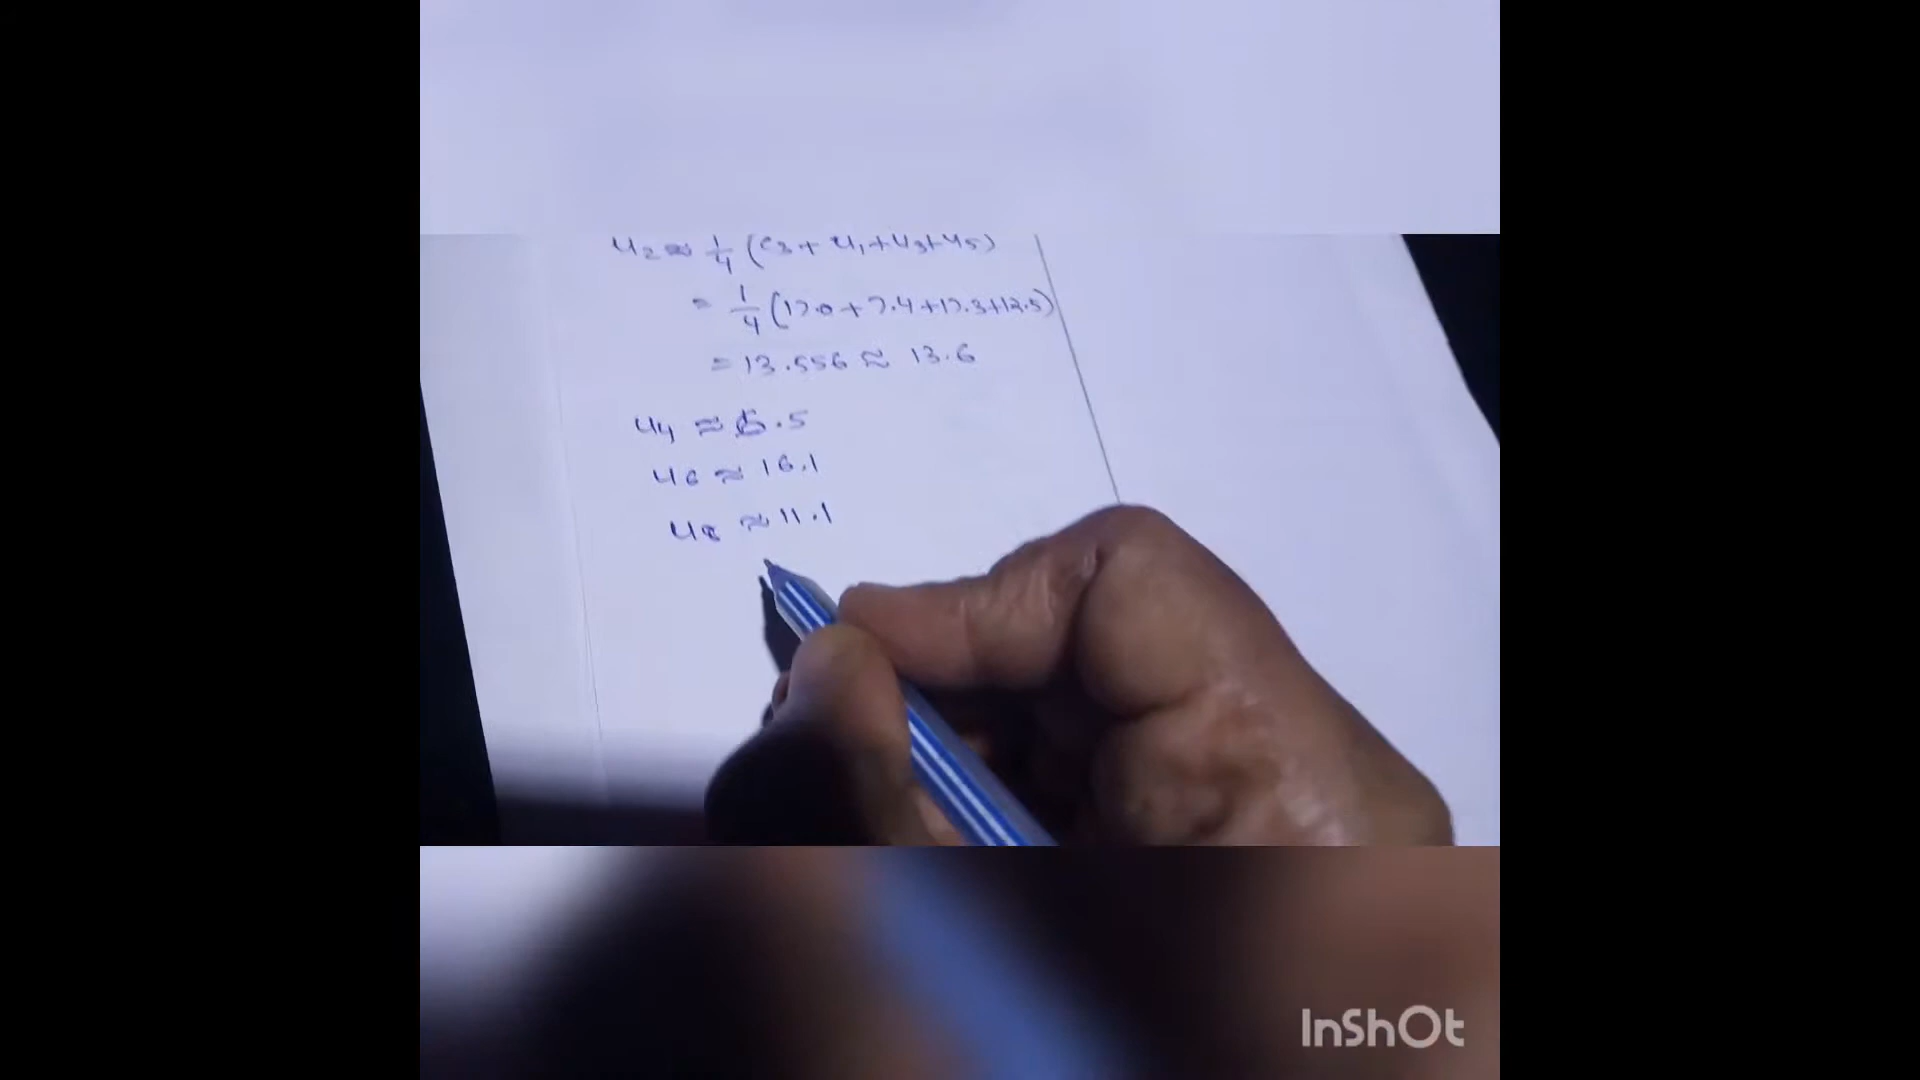 u₂ ≈ 1/4 (c₃ + u₁ + u₃ + u₅)
= 1/4 (17.0 + 7.4 + 17.3 + 12.5)
= 13.556 ≈ 13.6
u₄ ≈ 6.5
u₆ ≈ 16.1
u₈ ≈ 11.1
InShOt